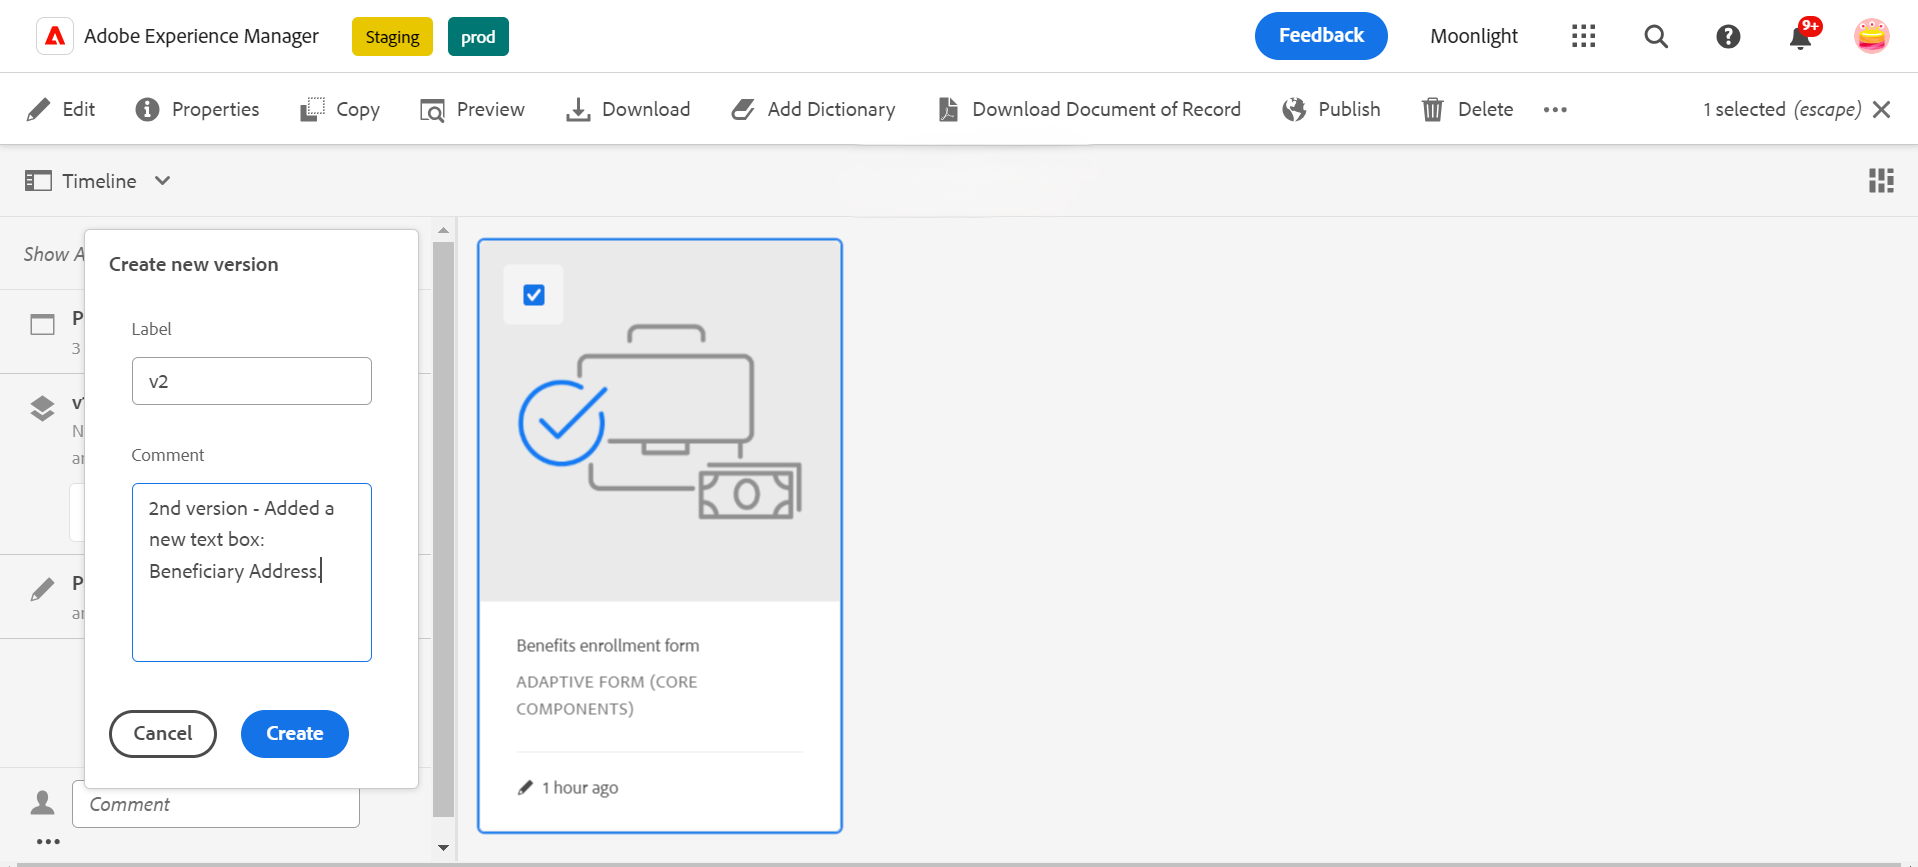 Adobe Experience Manager
Staging
prod
Feedback
Moonlight
9+
Edit
Properties
Copy
Preview
Download
Add Dictionary
Download Document of Record
Publish
Delete
1 selected (escape)
Timeline
Show A
P
3
Create new version
Label
v2
Comment
2nd version - Added a
new text box:
Beneficiary Address.
Cancel
Create
Comment
Benefits enrollment form
ADAPTIVE FORM (CORE
COMPONENTS)
1 hour ago